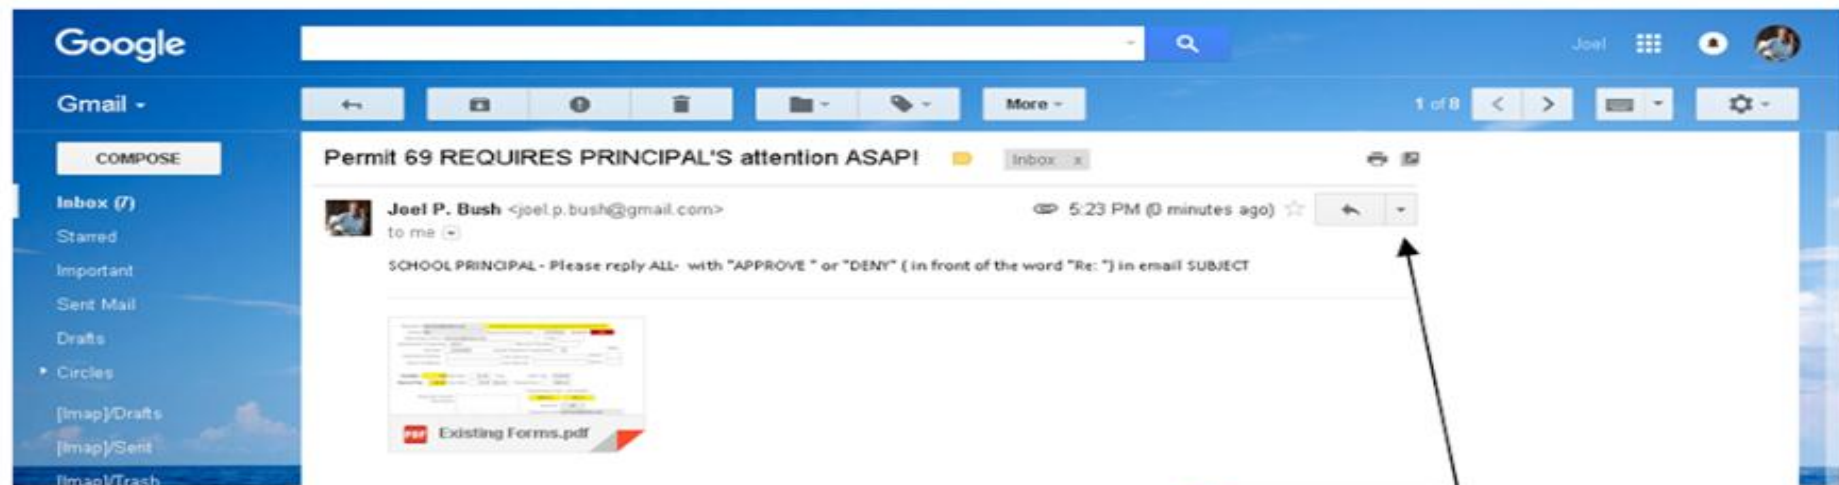 Google
Joel
Gmail
More
1 of 8
COMPOSE
Permit 69 REQUIRES PRINCIPAL'S attention ASAP!
Inbox x
Inbox (7)
Joel P. Bush <joel.p.bush@gmail.com>
5:23 PM (0 minutes ago)
to me
Starred
SCHOOL PRINCIPAL - Please reply ALL- with "APPROVE " or "DENY" ( in front of the word "Re: ") in email SUBJECT
Important
Sent Mail
Drafts
Circles
[Imap]/Drafts
PDF Existing Forms.pdf
[Imap]/Sent
[Imap]/Trash